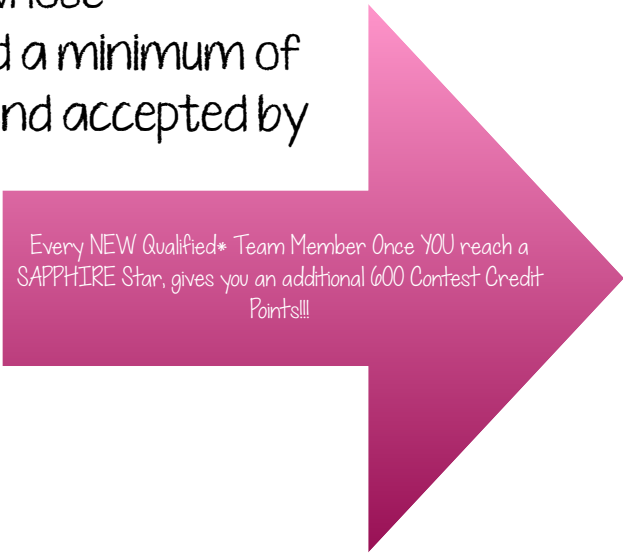 d a minimum of
nd accepted by
Every NEW Qualified* Team Member Once YOU reach a
SAPPHIRE Star, gives you an additional 600 Contest Credit
Points!!!